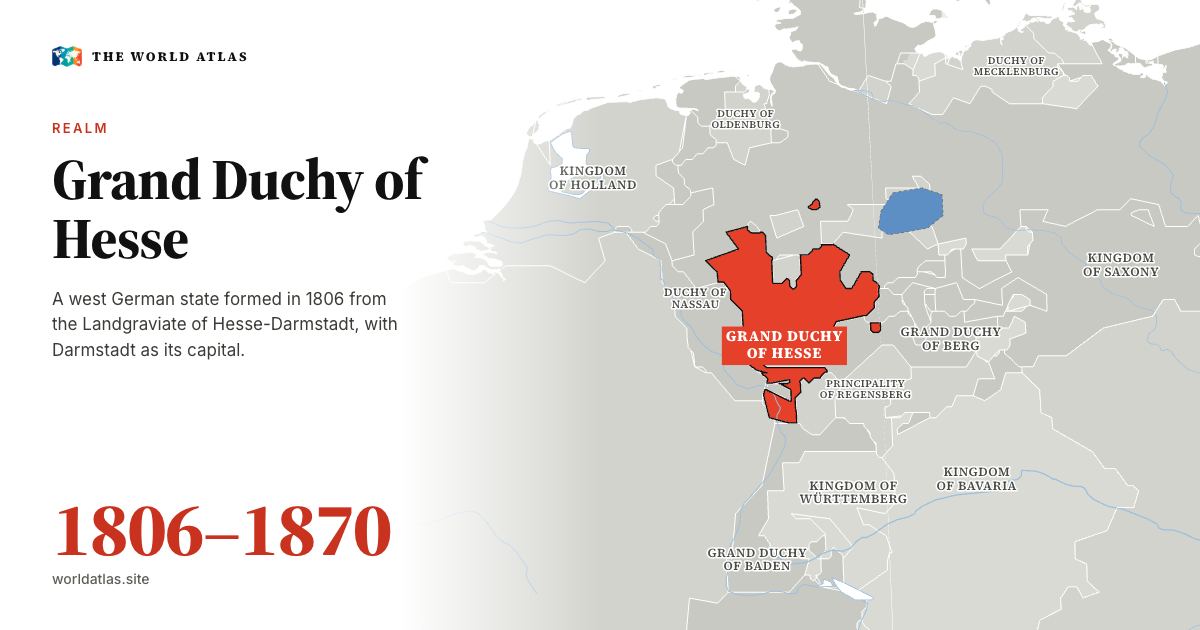 THE WORLD ATLAS
REALM
Grand Duchy of
Hesse
A west German state formed in 1806 from
the Landgraviate of Hesse-Darmstadt, with
Darmstadt as its capital.
1806–1870
worldatlas.site
DUCHY OF
MECKLENBURG
DUCHY OF
OLDENBURG
KINGDOM
OF HOLLAND
KINGDOM
OF SAXONY
DUCHY OF
NASSAU
GRAND DUCHY
OF HESSE
GRAND DUCHY
OF BERG
PRINCIPALITY
OF REGENSBERG
KINGDOM OF
WÜRTTEMBERG
KINGDOM
OF BAVARIA
GRAND DUCHY
OF BADEN